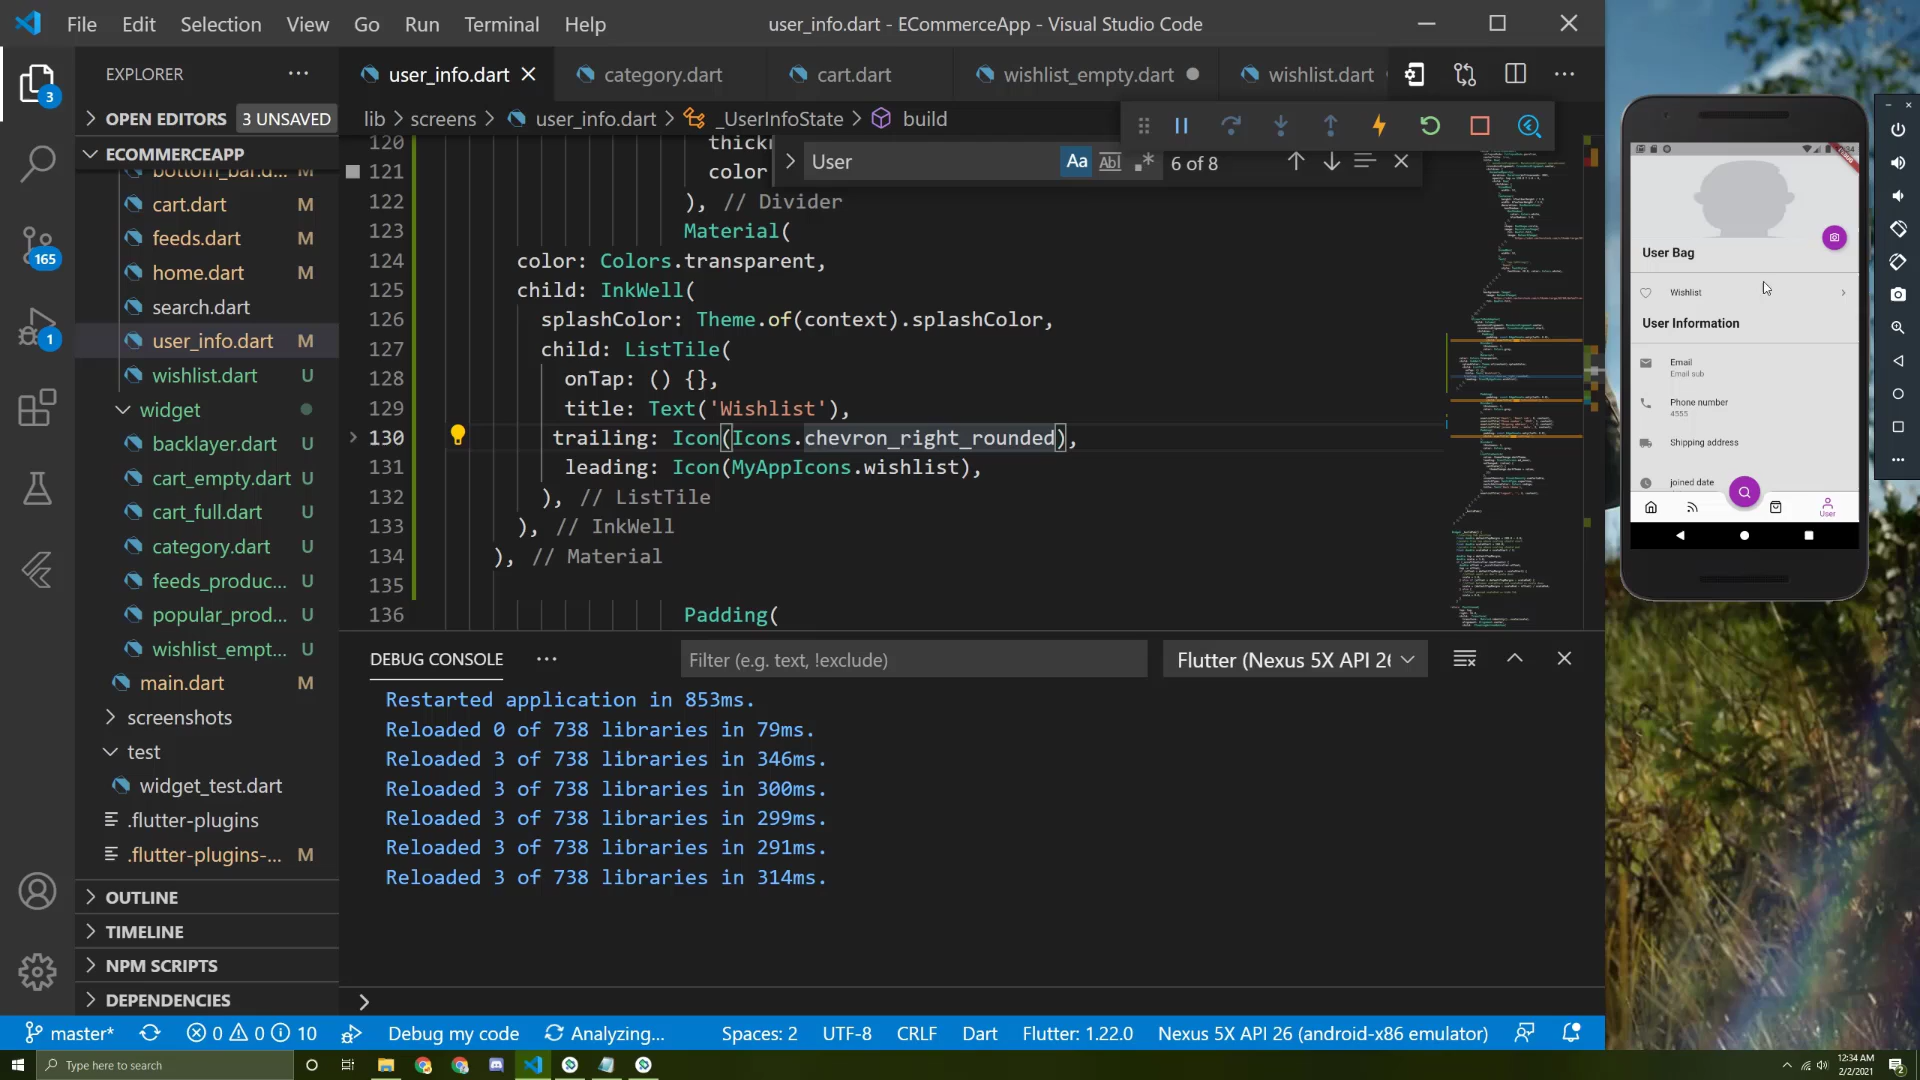 File Edit Selection View Go Run Terminal Help
user_info.dart - ECommerceApp - Visual Studio Code
EXPLORER
OPEN EDITORS 3 UNSAVED
ECOMMERCEAPP
bottom_bar.d... M
cart.dart M
feeds.dart M
home.dart M
search.dart
user_info.dart M
wishlist.dart U
widget
backlayer.dart U
cart_empty.dart U
cart_full.dart U
category.dart U
feeds_produc... U
popular_prod... U
wishlist_empt... U
main.dart M
screenshots
test
widget_test.dart
.flutter-plugins
.flutter-plugins-... M
OUTLINE
TIMELINE
NPM SCRIPTS
DEPENDENCIES
3
165
1
user_info.dart category.dart cart.dart wishlist_empty.dart wishlist.dart
lib > screens > user_info.dart > _UserInfoState > build
User Aa Abl 6 of 8
120 thick
121 color
122 ), // Divider
123 Material(
124 color: Colors.transparent,
125 child: InkWell(
126 splashColor: Theme.of(context).splashColor,
127 child: ListTile(
128 onTap: () {},
129 title: Text('Wishlist'),
130 trailing: Icon(Icons.chevron_right_rounded),
131 leading: Icon(MyAppIcons.wishlist),
132 ), // ListTile
133 ), // InkWell
134 ), // Material
135
136 Padding(
DEBUG CONSOLE
Filter (e.g. text, !exclude)
Flutter (Nexus 5X API 26
Restarted application in 853ms.
Reloaded 0 of 738 libraries in 79ms.
Reloaded 3 of 738 libraries in 346ms.
Reloaded 3 of 738 libraries in 300ms.
Reloaded 3 of 738 libraries in 299ms.
Reloaded 3 of 738 libraries in 291ms.
Reloaded 3 of 738 libraries in 314ms.
master* 0 0 10 Debug my code Analyzing... Spaces: 2 UTF-8 CRLF Dart Flutter: 1.22.0 Nexus 5X API 26 (android-x86 emulator)
Type here to search
12:34 AM
2/2/2021
2
User Bag
Wishlist
User Information
Email
Email sub
Phone number
4555
Shipping address
joined date
User